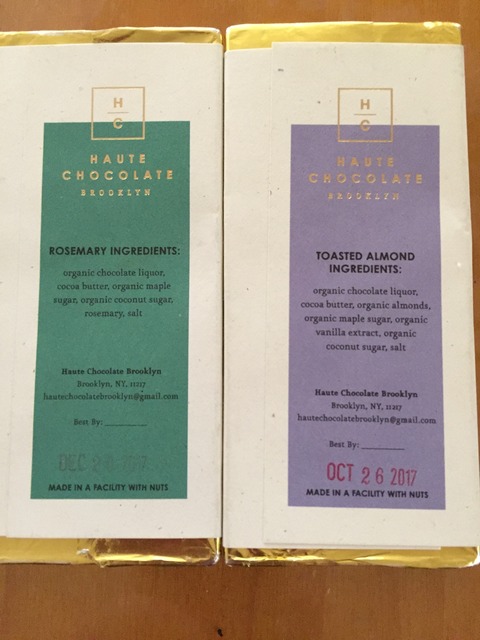 H
C
HAUTE
CHOCOLATE
BROOKLYN
ROSEMARY INGREDIENTS:
organic chocolate liquor,
cocoa butter, organic maple
sugar, organic coconut sugar,
rosemary, salt
Haute Chocolate Brooklyn
Brooklyn, NY, 11217
hautechocolatebrooklyn@gmail.com
Best By: __________
DEC 2 2017
MADE IN A FACILITY WITH NUTS
H
C
HAUTE
CHOCOLATE
BROOKLYN
TOASTED ALMOND
INGREDIENTS:
organic chocolate liquor,
cocoa butter, organic almonds,
organic maple sugar, organic
vanilla extract, organic
coconut sugar, salt
Haute Chocolate Brooklyn
Brooklyn, NY, 11217
hautechocolatebrooklyn@gmail.com
Best By: __________
OCT 26 2017
MADE IN A FACILITY WITH NUTS